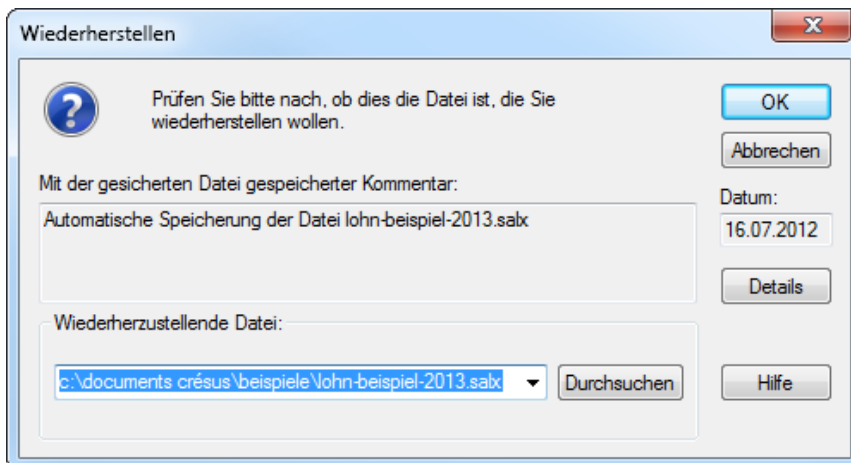 Wiederherstellen
Prüfen Sie bitte nach, ob dies die Datei ist, die Sie
wiederherstellen wollen.
OK
Abbrechen
Mit der gesicherten Datei gespeicherter Kommentar:
Automatische Speicherung der Datei lohn-beispiel-2013.salx
Datum:
16.07.2012
Details
Wiederherzustellende Datei:
c:\documents crésus\beispiele\lohn-beispiel-2013.salx
Durchsuchen
Hilfe